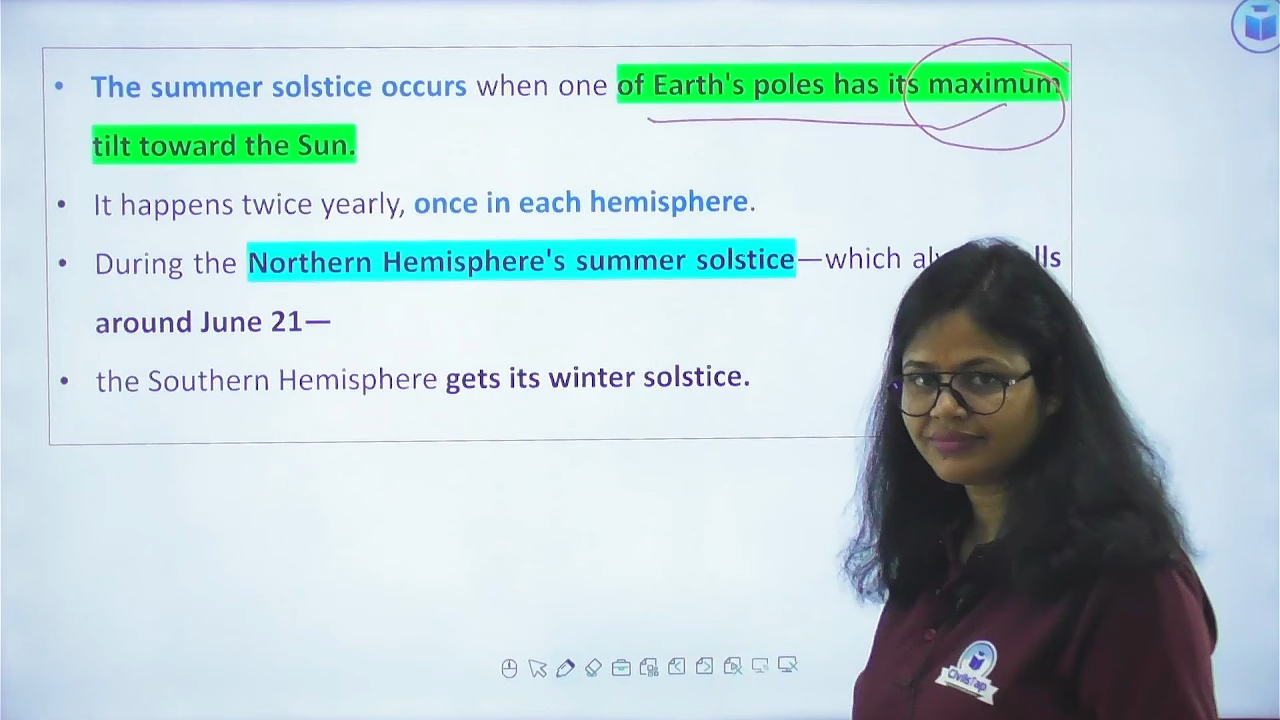 • The summer solstice occurs when one of Earth's poles has its maximum
tilt toward the Sun.
• It happens twice yearly, once in each hemisphere.
• During the Northern Hemisphere's summer solstice—which
around June 21—
• the Southern Hemisphere gets its winter solstice.
CivilsTap